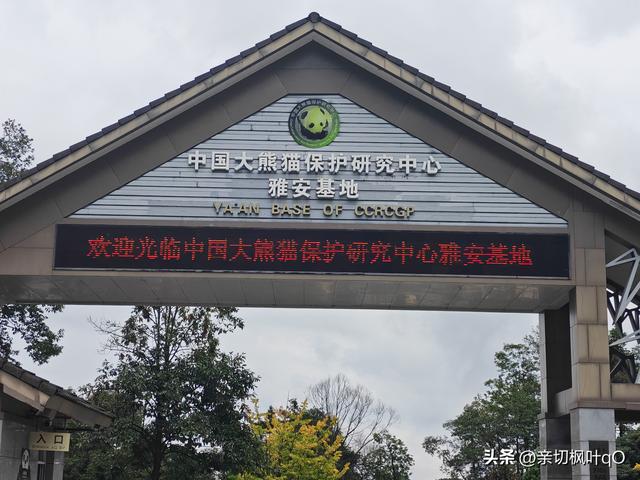 中国大熊猫保护研究中心
雅安基地
YA'AN BASE OF CCRCGP
欢迎光临中国大熊猫保护研究中心雅安基地
入口
头条 @亲切枫叶qO